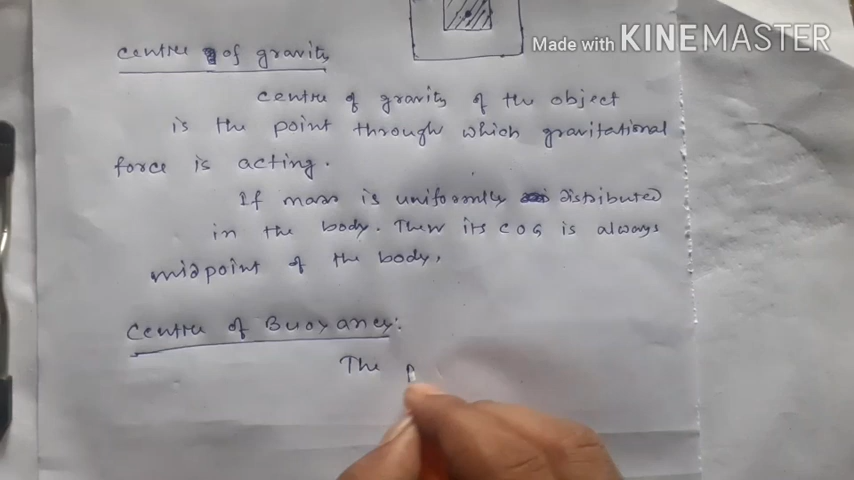 Made with KINEMASTER
Centre of gravity
Centre of gravity of the object
is the point through which gravitational
force is acting.
If mass is uniformly distributed
in the body. Then its COG is always
midpoint of the body.
Centre of Buoyancy:
The